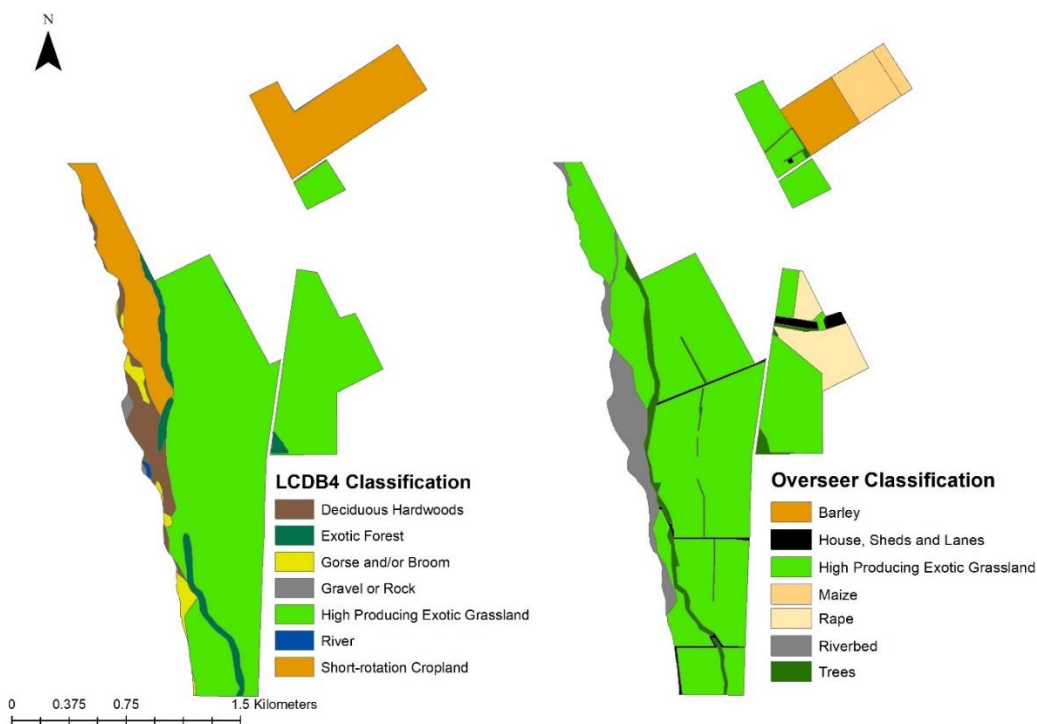 N
LCDB4 Classification
Deciduous Hardwoods
Exotic Forest
Gorse and/or Broom
Gravel or Rock
High Producing Exotic Grassland
River
Short-rotation Cropland
0 0.375 0.75 1.5 Kilometers
Overseer Classification
Barley
House, Sheds and Lanes
High Producing Exotic Grassland
Maize
Rape
Riverbed
Trees